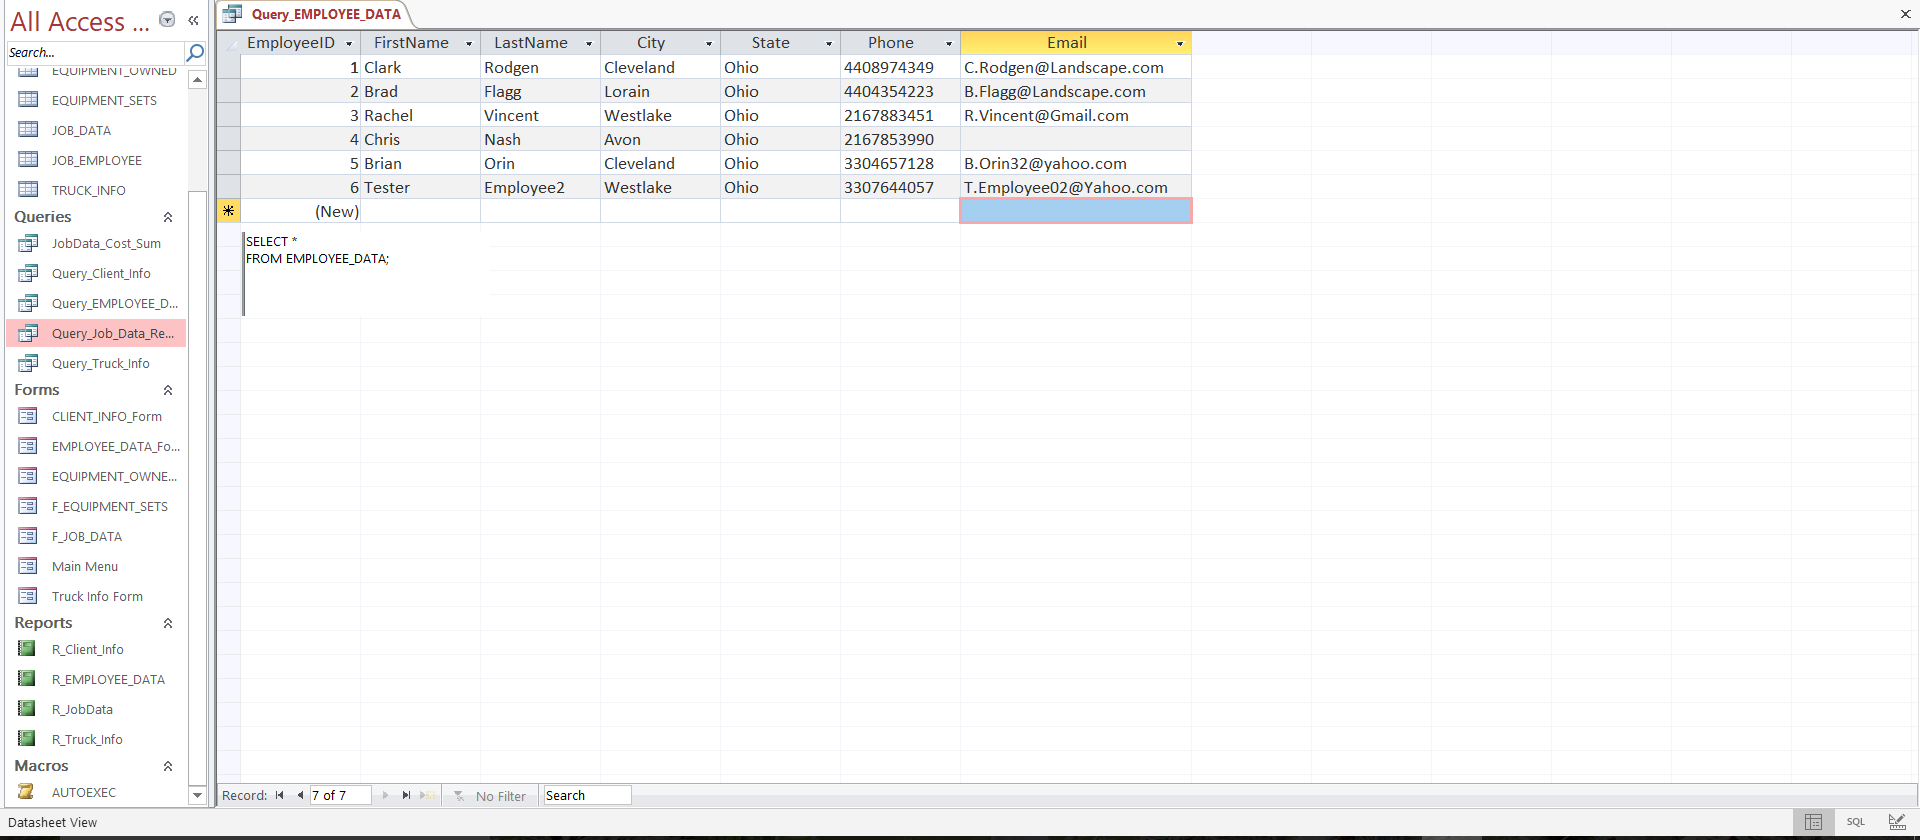 All Access ...
Search...
EQUIPMENT_OWNED
EQUIPMENT_SETS
JOB_DATA
JOB_EMPLOYEE
TRUCK_INFO
Queries
JobData_Cost_Sum
Query_Client_Info
Query_EMPLOYEE_D...
Query_Job_Data_Re...
Query_Truck_Info
Forms
CLIENT_INFO_Form
EMPLOYEE_DATA_Fo...
EQUIPMENT_OWNE...
F_EQUIPMENT_SETS
F_JOB_DATA
Main Menu
Truck Info Form
Reports
R_Client_Info
R_EMPLOYEE_DATA
R_JobData
R_Truck_Info
Macros
AUTOEXEC
Query_EMPLOYEE_DATA
EmployeeID FirstName LastName City State Phone Email
1 Clark Rodgen Cleveland Ohio 4408974349 C.Rodgen@Landscape.com
2 Brad Flagg Lorain Ohio 4404354223 B.Flagg@Landscape.com
3 Rachel Vincent Westlake Ohio 2167883451 R.Vincent@Gmail.com
4 Chris Nash Avon Ohio 2167853990
5 Brian Orin Cleveland Ohio 3304657128 B.Orin32@yahoo.com
6 Tester Employee2 Westlake Ohio 3307644057 T.Employee02@Yahoo.com
(New)
SELECT *
FROM EMPLOYEE_DATA;
Record: 7 of 7 No Filter Search
Datasheet View SQL